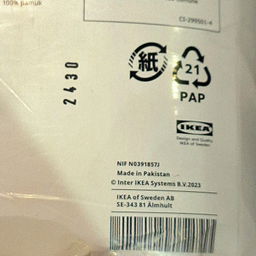 100% pamuk
CI-399901-4
2430
紙
21
PAP
IKEA
Design and Quality
IKEA of Sweden
NIF N0391857J
Made in Pakistan
© Inter IKEA Systems B.V.2023
IKEA of Sweden AB
SE-343 81 Älmhult